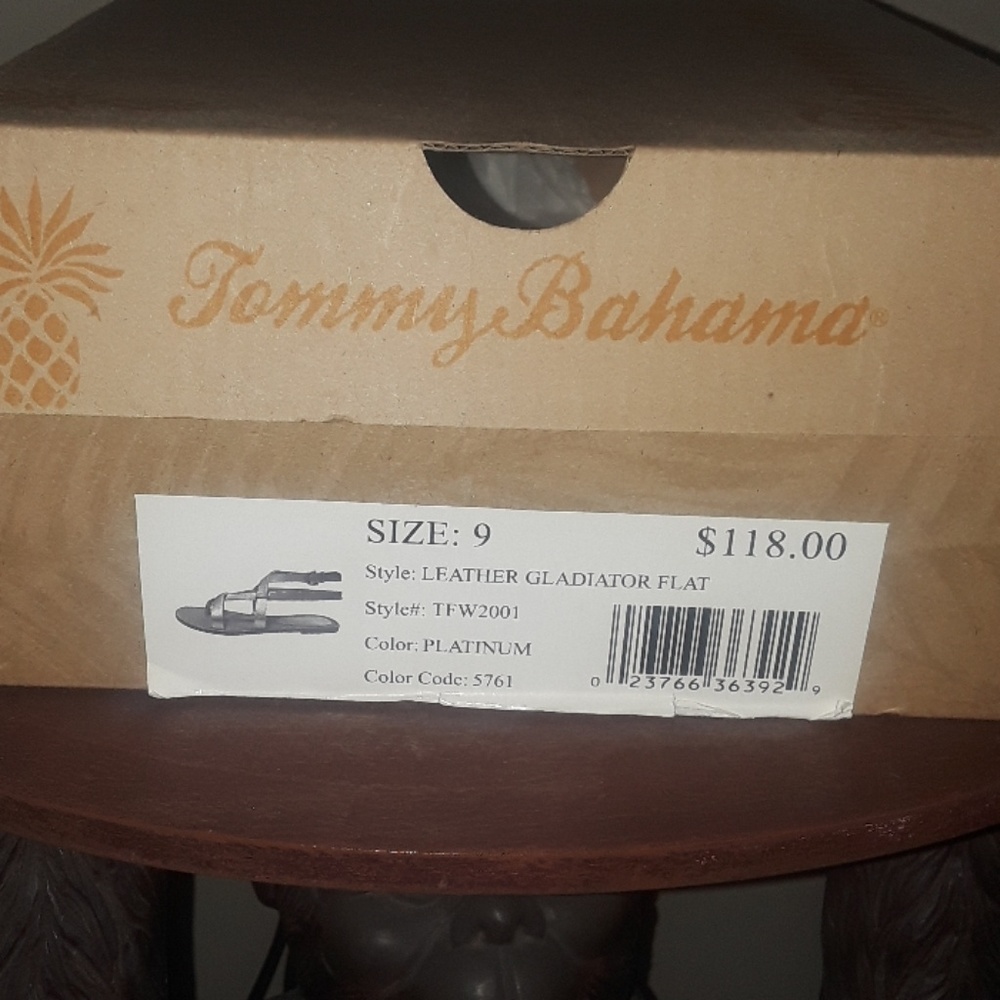 Tommy Bahama®
SIZE: 9
$118.00
Style: LEATHER GLADIATOR FLAT
Style#: TFW2001
Color: PLATINUM
Color Code: 5761
0 23766 36392 9